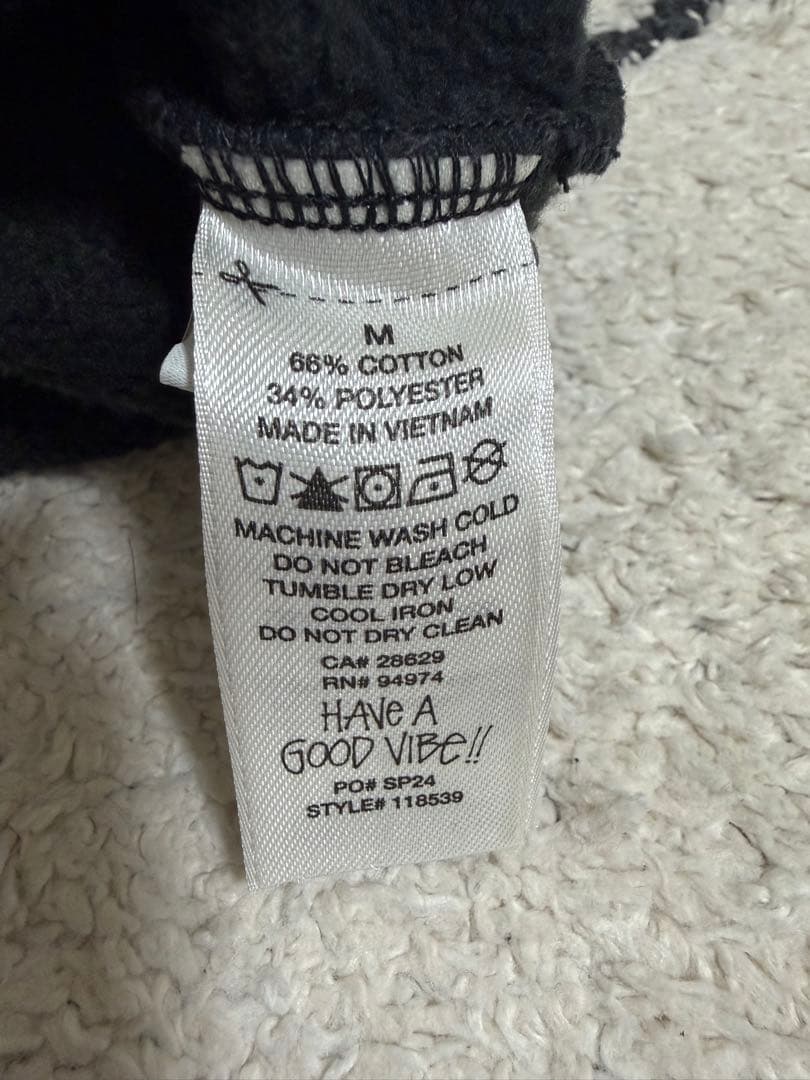 M
66% COTTON
34% POLYESTER
MADE IN VIETNAM
MACHINE WASH COLD
DO NOT BLEACH
TUMBLE DRY LOW
COOL IRON
DO NOT DRY CLEAN
CA# 28629
RN# 94974
HAVe A
GOOD VIBe!!
PO# SP24
STYLE# 118539